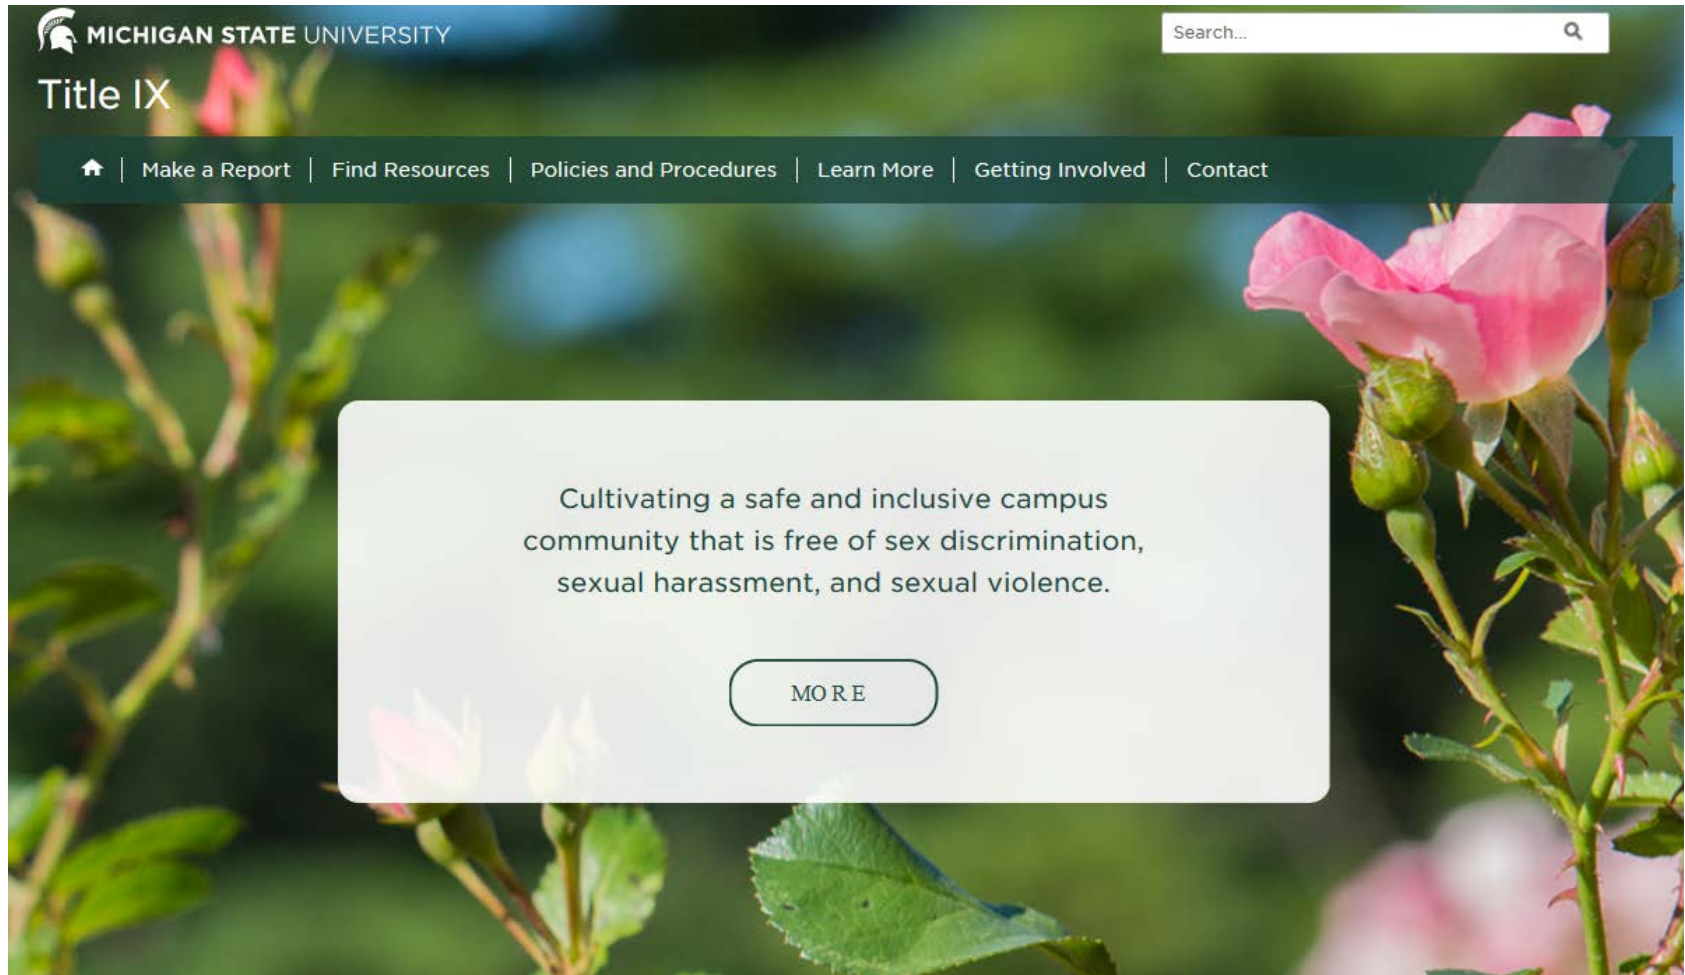 MICHIGAN STATE UNIVERSITY
Search...
Title IX
Make a Report | Find Resources | Policies and Procedures | Learn More | Getting Involved | Contact
Cultivating a safe and inclusive campus
community that is free of sex discrimination,
sexual harassment, and sexual violence.
MORE